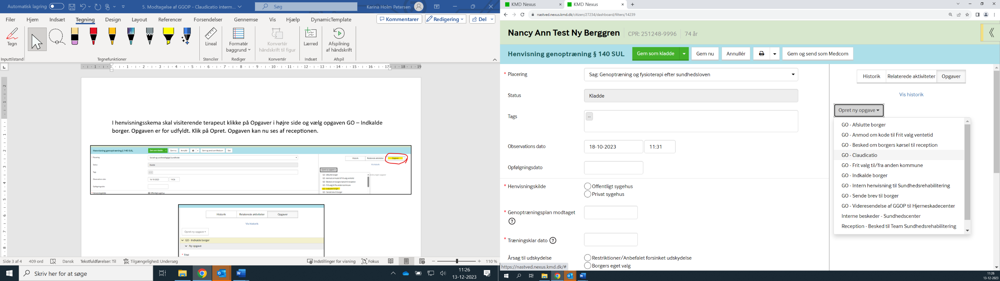 Automatisk lagring
5. Modtagelse af GGOP - Claudicatio interm...
Søg
Karina Holm Petersen
Filer Hjem Indsæt Tegning Design Layout Referencer Forsendelser Gennemse Vis Hjælp DynamicTemplate
Kommentarer Redigering Del
Tegn
Lineal
Formatér baggrund
Konvertér håndskrift til figur
Lærred
Afspilning af håndskrift
Inputtilstand Tegnefunktioner Stenciler Rediger Konvertér Indsæt Afspil
I henvisningsskema skal visiterende terapeut klikke på Opgaver i højre side og vælg opgaven GO – Indkalde
borger. Opgaven er for udfyldt. Klik på Opret. Opgaven kan nu ses af receptionen.
Henvisning genoptræning § 140 SUL
Gem som kladde Gem nu Annullér Gem og send som Medcom Slet
* Placering Socialt og sundhedsfagligt Grundforløb
Historik Relaterede aktiviteter Opgaver
Status Kladde
Vis historik
Tags
Opret ny opgave
GO - Afslutte borger
GO - Anmod om kode til Frit valg ventetid
GO - Besked om borgers kørsel til reception
GO - Frit valg til/fra anden kommune
GO - Indkalde borger
GO - Sende brev til borger
Observations dato 16-10-2023 14:36
Opfølgningsdato
* Henvisningskilde Offentligt sygehus
Historik Relaterede aktiviteter Opgaver
Vis historik
Opret ny opgave
GO - Indkalde borger
Ny opgave
* Titel
Side 3 af 4 409 ord Dansk Tekstfuldførelser: Til Tilgængelighed: Undersøg Indstillinger for visning Fokus 110 %
Skriv her for at søge
11:26
13-12-2023
KMD Nexus KMD Nexus
nastved.nexus.kmd.dk/citizen/27234/dashboard/filters/14239
Nancy Ann Test Ny Berggren CPR: 251248-9996 74 år
Henvisning genoptræning § 140 SUL Gem som kladde Gem nu Annullér Gem og send som Medcom
* Placering Sag: Genoptræning og fysioterapi efter sundhedsloven
Status Kladde
Tags --
Observations dato 18-10-2023 11:31
Opfølgningsdato
* Henvisningskilde Offentligt sygehus
Privat sygehus
* Genoptræningsplan modtaget
* Træningsklar dato
Årsag til udskydelse Restriktioner/Anbefalet forsinket udskydelse
Borgers eget valg
https://nastved.nexus.kmd.dk/#
Historik Relaterede aktiviteter Opgaver
Vis historik
Opret ny opgave
GO - Afslutte borger
GO - Anmod om kode til Frit valg ventetid
GO - Besked om borgers kørsel til reception
GO - Claudicatio
GO - Frit valg til/fra anden kommune
GO - Indkalde borger
GO - Intern henvisning til Sundhedsrehabilitering
GO - Sende brev til borger
GO - Videresendelse af GGOP til Hjerneskadecenter
Interne beskeder - Sundhedscenter
Reception - Besked til Team Sundhedsrehabilitering
11:26
13-12-2023